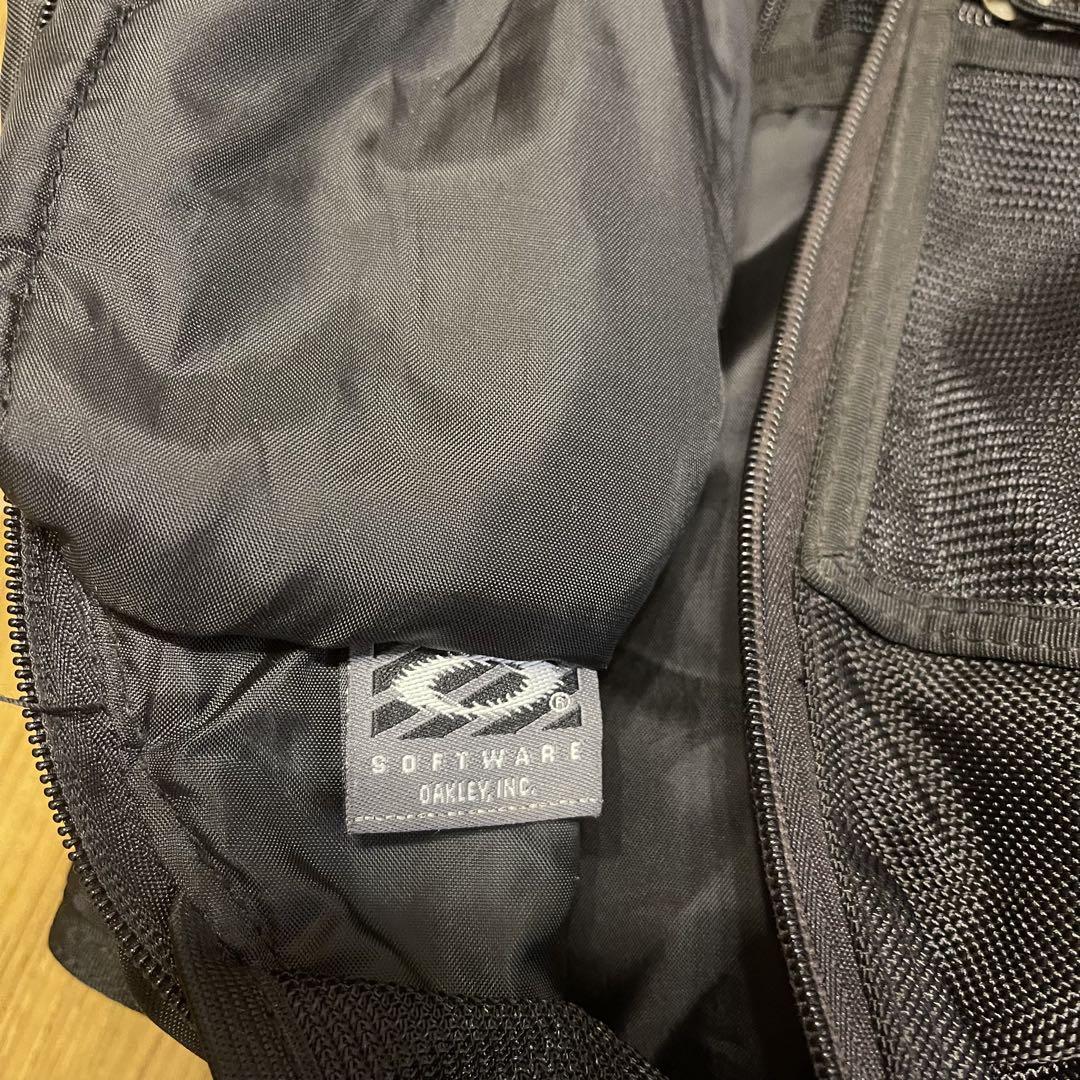 ®
SOFTWARE
OAKLEY, INC.